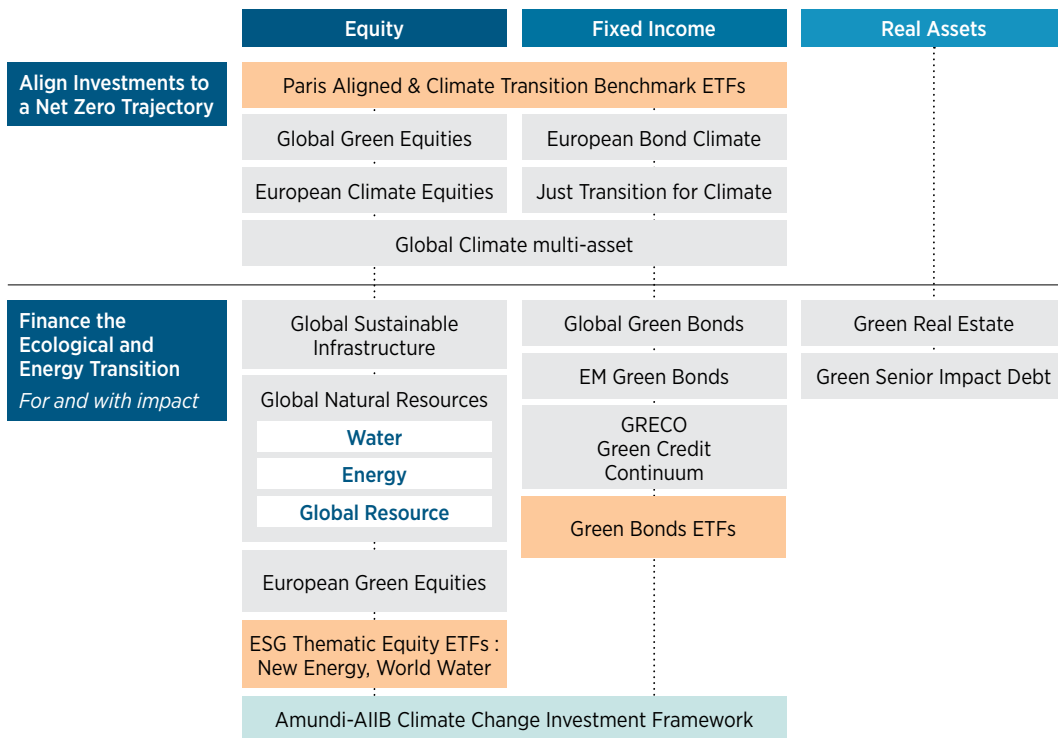 Equity
Fixed Income
Real Assets
Align Investments to
a Net Zero Trajectory
Paris Aligned & Climate Transition Benchmark ETFs
Global Green Equities
European Bond Climate
European Climate Equities
Just Transition for Climate
Global Climate multi-asset
Finance the
Ecological and
Energy Transition
For and with impact
Global Sustainable
Infrastructure
Global Natural Resources
Water
Energy
Global Resource
European Green Equities
ESG Thematic Equity ETFs :
New Energy, World Water
Global Green Bonds
EM Green Bonds
GRECO
Green Credit
Continuum
Green Bonds ETFs
Green Real Estate
Green Senior Impact Debt
Amundi-AIIB Climate Change Investment Framework